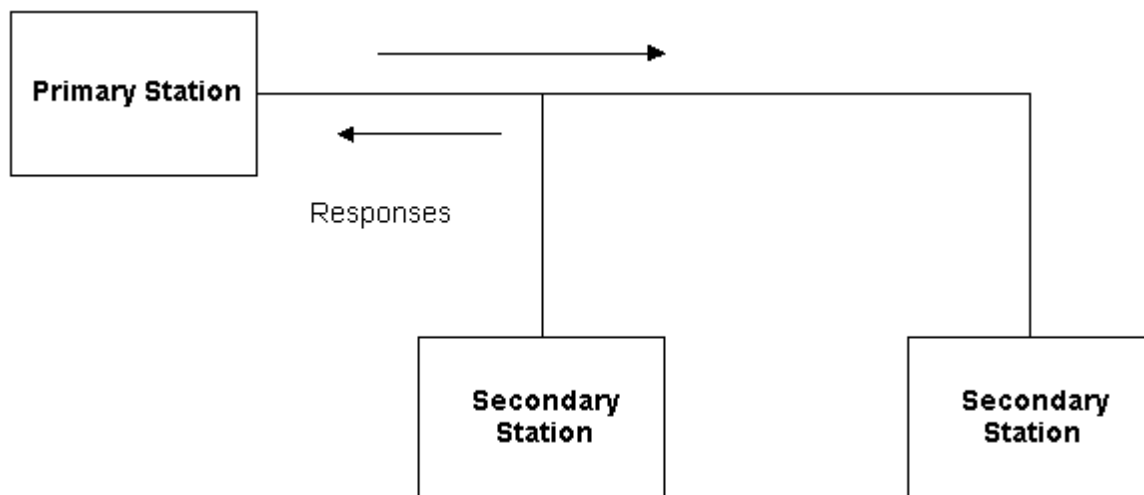 Primary Station
Responses
Secondary
Station
Secondary
Station